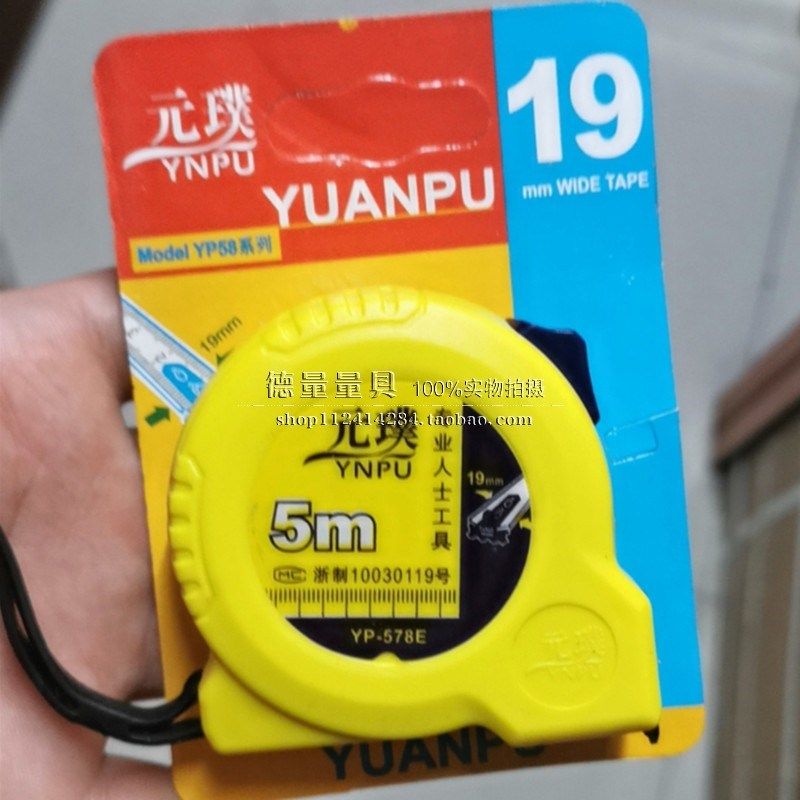 元璞
YNPU
YUANPU
19
mm WIDE TAPE
Model YP58系列
19mm
德量量具 100%实物拍摄
shop112414284.taobao.com
元璞
YNPU
专业人士工具
19mm
5m
MC 浙制10030119号
YP-578E
元璞
YNPU
YUANPU